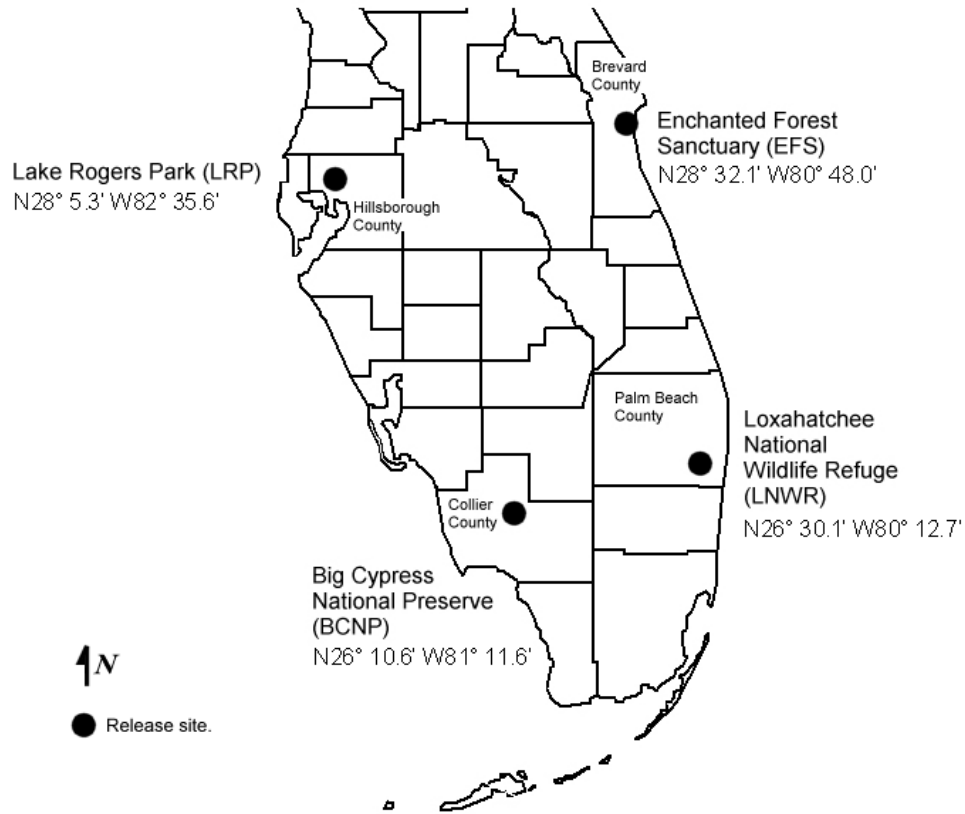 Brevard
County
Enchanted Forest
Sanctuary (EFS)
N28° 32.1' W80° 48.0'
Lake Rogers Park (LRP)
N28° 5.3' W82° 35.6'
Hillsborough
County
Palm Beach
County
Loxahatchee
National
Wildlife Refuge
(LNWR)
N26° 30.1' W80° 12.7'
Collier
County
Big Cypress
National Preserve
(BCNP)
N26° 10.6' W81° 11.6'
N
Release site.